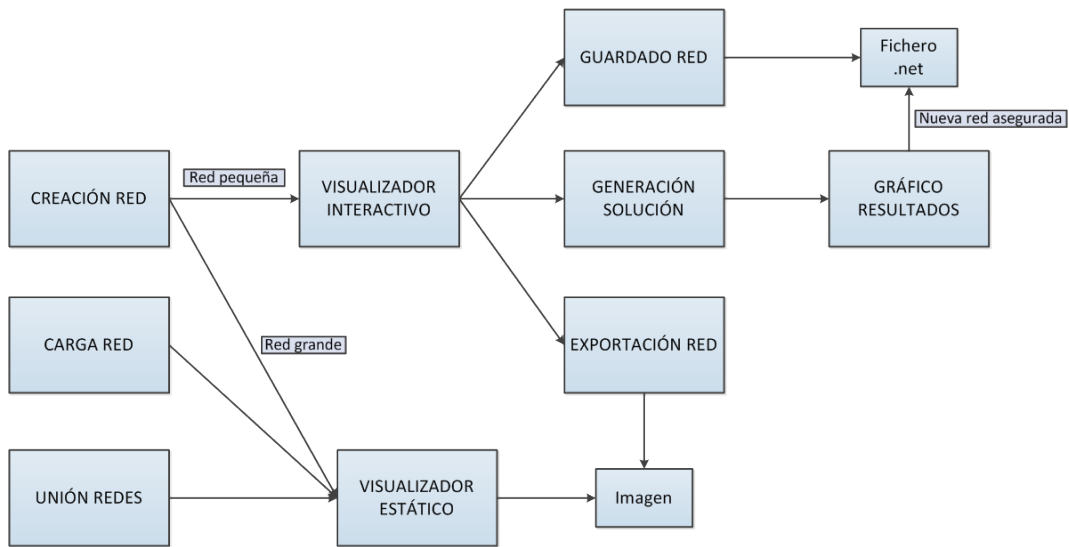 GUARDADO RED
Fichero
.net
Nueva red asegurada
CREACIÓN RED
Red pequeña
VISUALIZADOR
INTERACTIVO
GENERACIÓN
SOLUCIÓN
GRÁFICO
RESULTADOS
CARGA RED
Red grande
EXPORTACIÓN RED
UNIÓN REDES
VISUALIZADOR
ESTÁTICO
Imagen